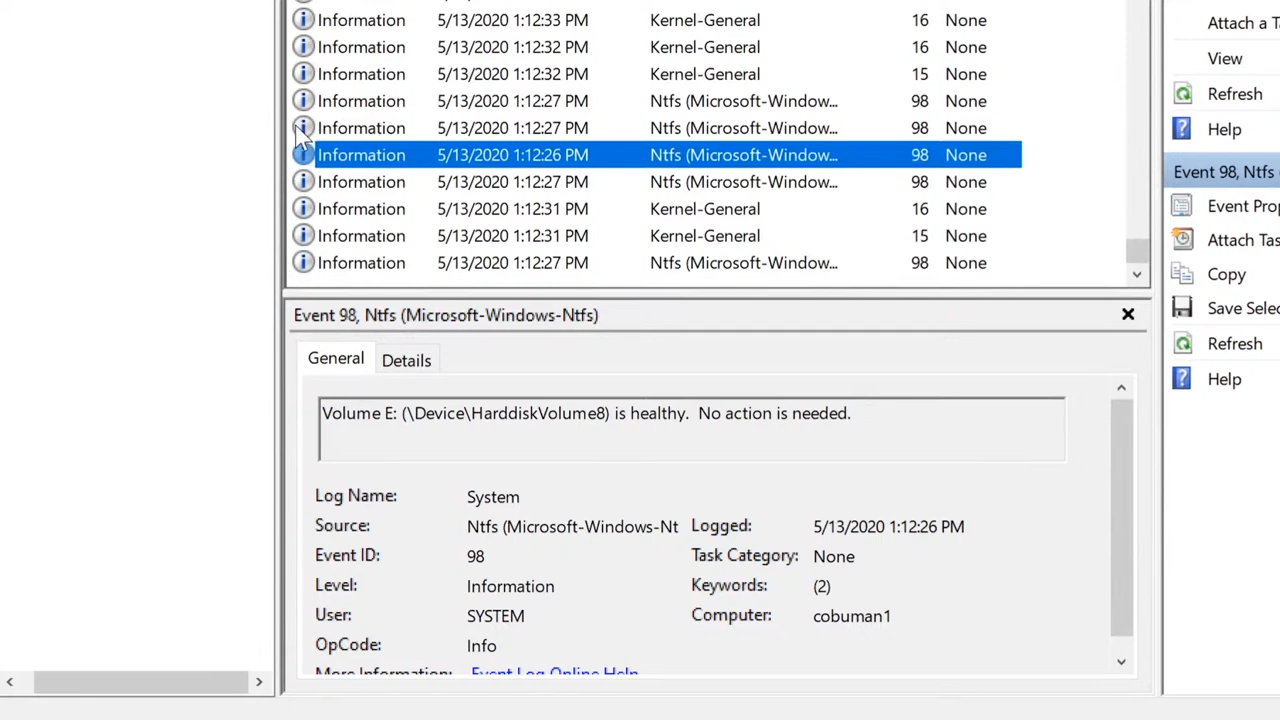 Information 5/13/2020 1:12:33 PM Kernel-General 16 None
Information 5/13/2020 1:12:32 PM Kernel-General 16 None
Information 5/13/2020 1:12:32 PM Kernel-General 15 None
Information 5/13/2020 1:12:27 PM Ntfs (Microsoft-Window... 98 None
Information 5/13/2020 1:12:27 PM Ntfs (Microsoft-Window... 98 None
Information 5/13/2020 1:12:26 PM Ntfs (Microsoft-Window... 98 None
Information 5/13/2020 1:12:27 PM Ntfs (Microsoft-Window... 98 None
Information 5/13/2020 1:12:31 PM Kernel-General 16 None
Information 5/13/2020 1:12:31 PM Kernel-General 15 None
Information 5/13/2020 1:12:27 PM Ntfs (Microsoft-Window... 98 None
Event 98, Ntfs (Microsoft-Windows-Ntfs)
General Details
Volume E: (\Device\HarddiskVolume8) is healthy.  No action is needed.
Log Name: System
Source: Ntfs (Microsoft-Windows-Nt Logged: 5/13/2020 1:12:26 PM
Event ID: 98 Task Category: None
Level: Information Keywords: (2)
User: SYSTEM Computer: cobuman1
OpCode: Info
More Information: Event Log Online Help
Attach a Ta
View
Refresh
Help
Event 98, Ntfs
Event Prop
Attach Tas
Copy
Save Selec
Refresh
Help